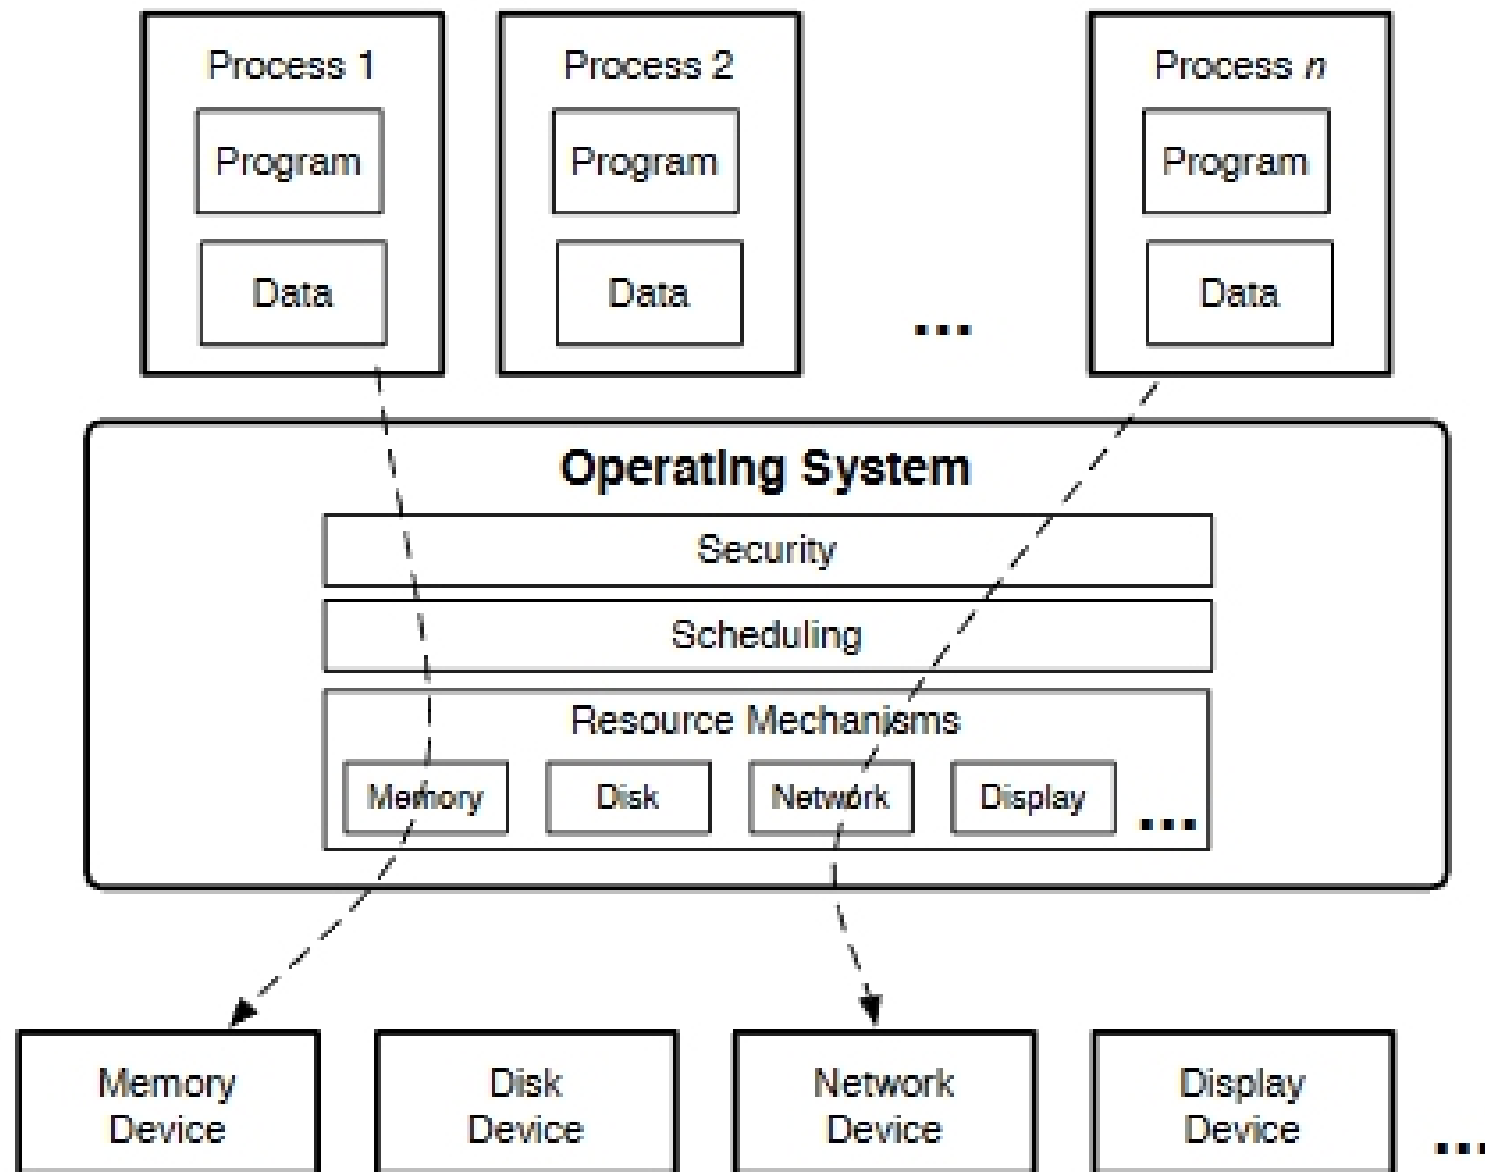 Process 1
Process 2
Process n
Program
Program
Program
Data
Data
...
Data
Operating System
Security
Scheduling
Resource Mechanisms
Memory
Disk
Network
Display
...
Memory
Device
Disk
Device
Network
Device
Display
Device
...